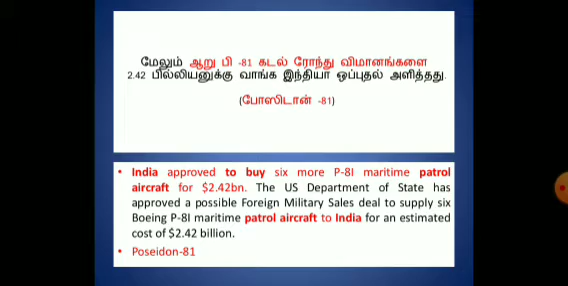 மேலும் ஆறு பி -81 கடல் ரோந்து விமானங்களை
2.42 பில்லியனுக்கு வாங்க இந்தியா ஒப்புதல் அளித்தது.
(போஸிடான் -81)
• India approved to buy six more P-8I maritime patrol
aircraft for $2.42bn. The US Department of State has
approved a possible Foreign Military Sales deal to supply six
Boeing P-8I maritime patrol aircraft to India for an estimated
cost of $2.42 billion.
• Poseidon-81